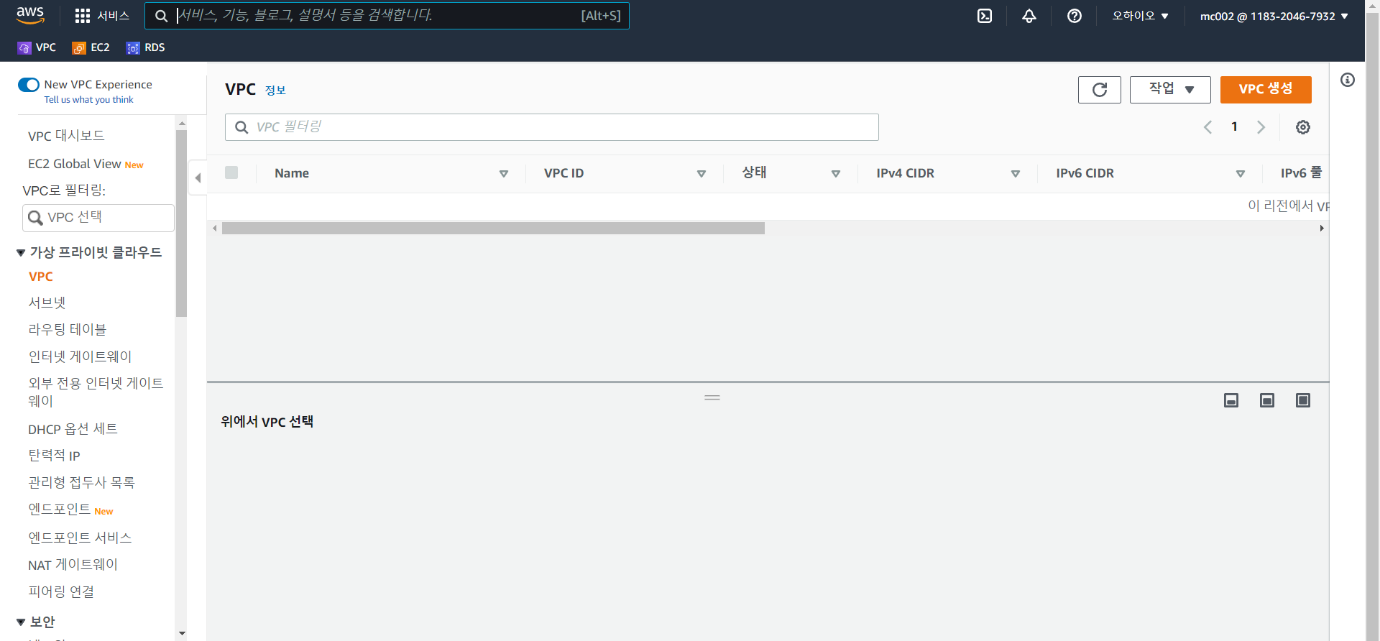 aws
서비스
서비스, 기능, 블로그, 설명서 등을 검색합니다.
[Alt+S]
오하이오 ▼
mc002 @ 1183-2046-7932 ▼
VPC
EC2
RDS
New VPC Experience
Tell us what you think
VPC 대시보드
EC2 Global View New
VPC로 필터링:
VPC 선택
▼ 가상 프라이빗 클라우드
VPC
서브넷
라우팅 테이블
인터넷 게이트웨이
외부 전용 인터넷 게이트
웨이
DHCP 옵션 세트
탄력적 IP
관리형 접두사 목록
엔드포인트 New
엔드포인트 서비스
NAT 게이트웨이
피어링 연결
▼ 보안
VPC 정보
작업 ▼
VPC 생성
VPC 필터링
1
Name
VPC ID
상태
IPv4 CIDR
IPv6 CIDR
IPv6 풀
이 리전에서 VP
위에서 VPC 선택